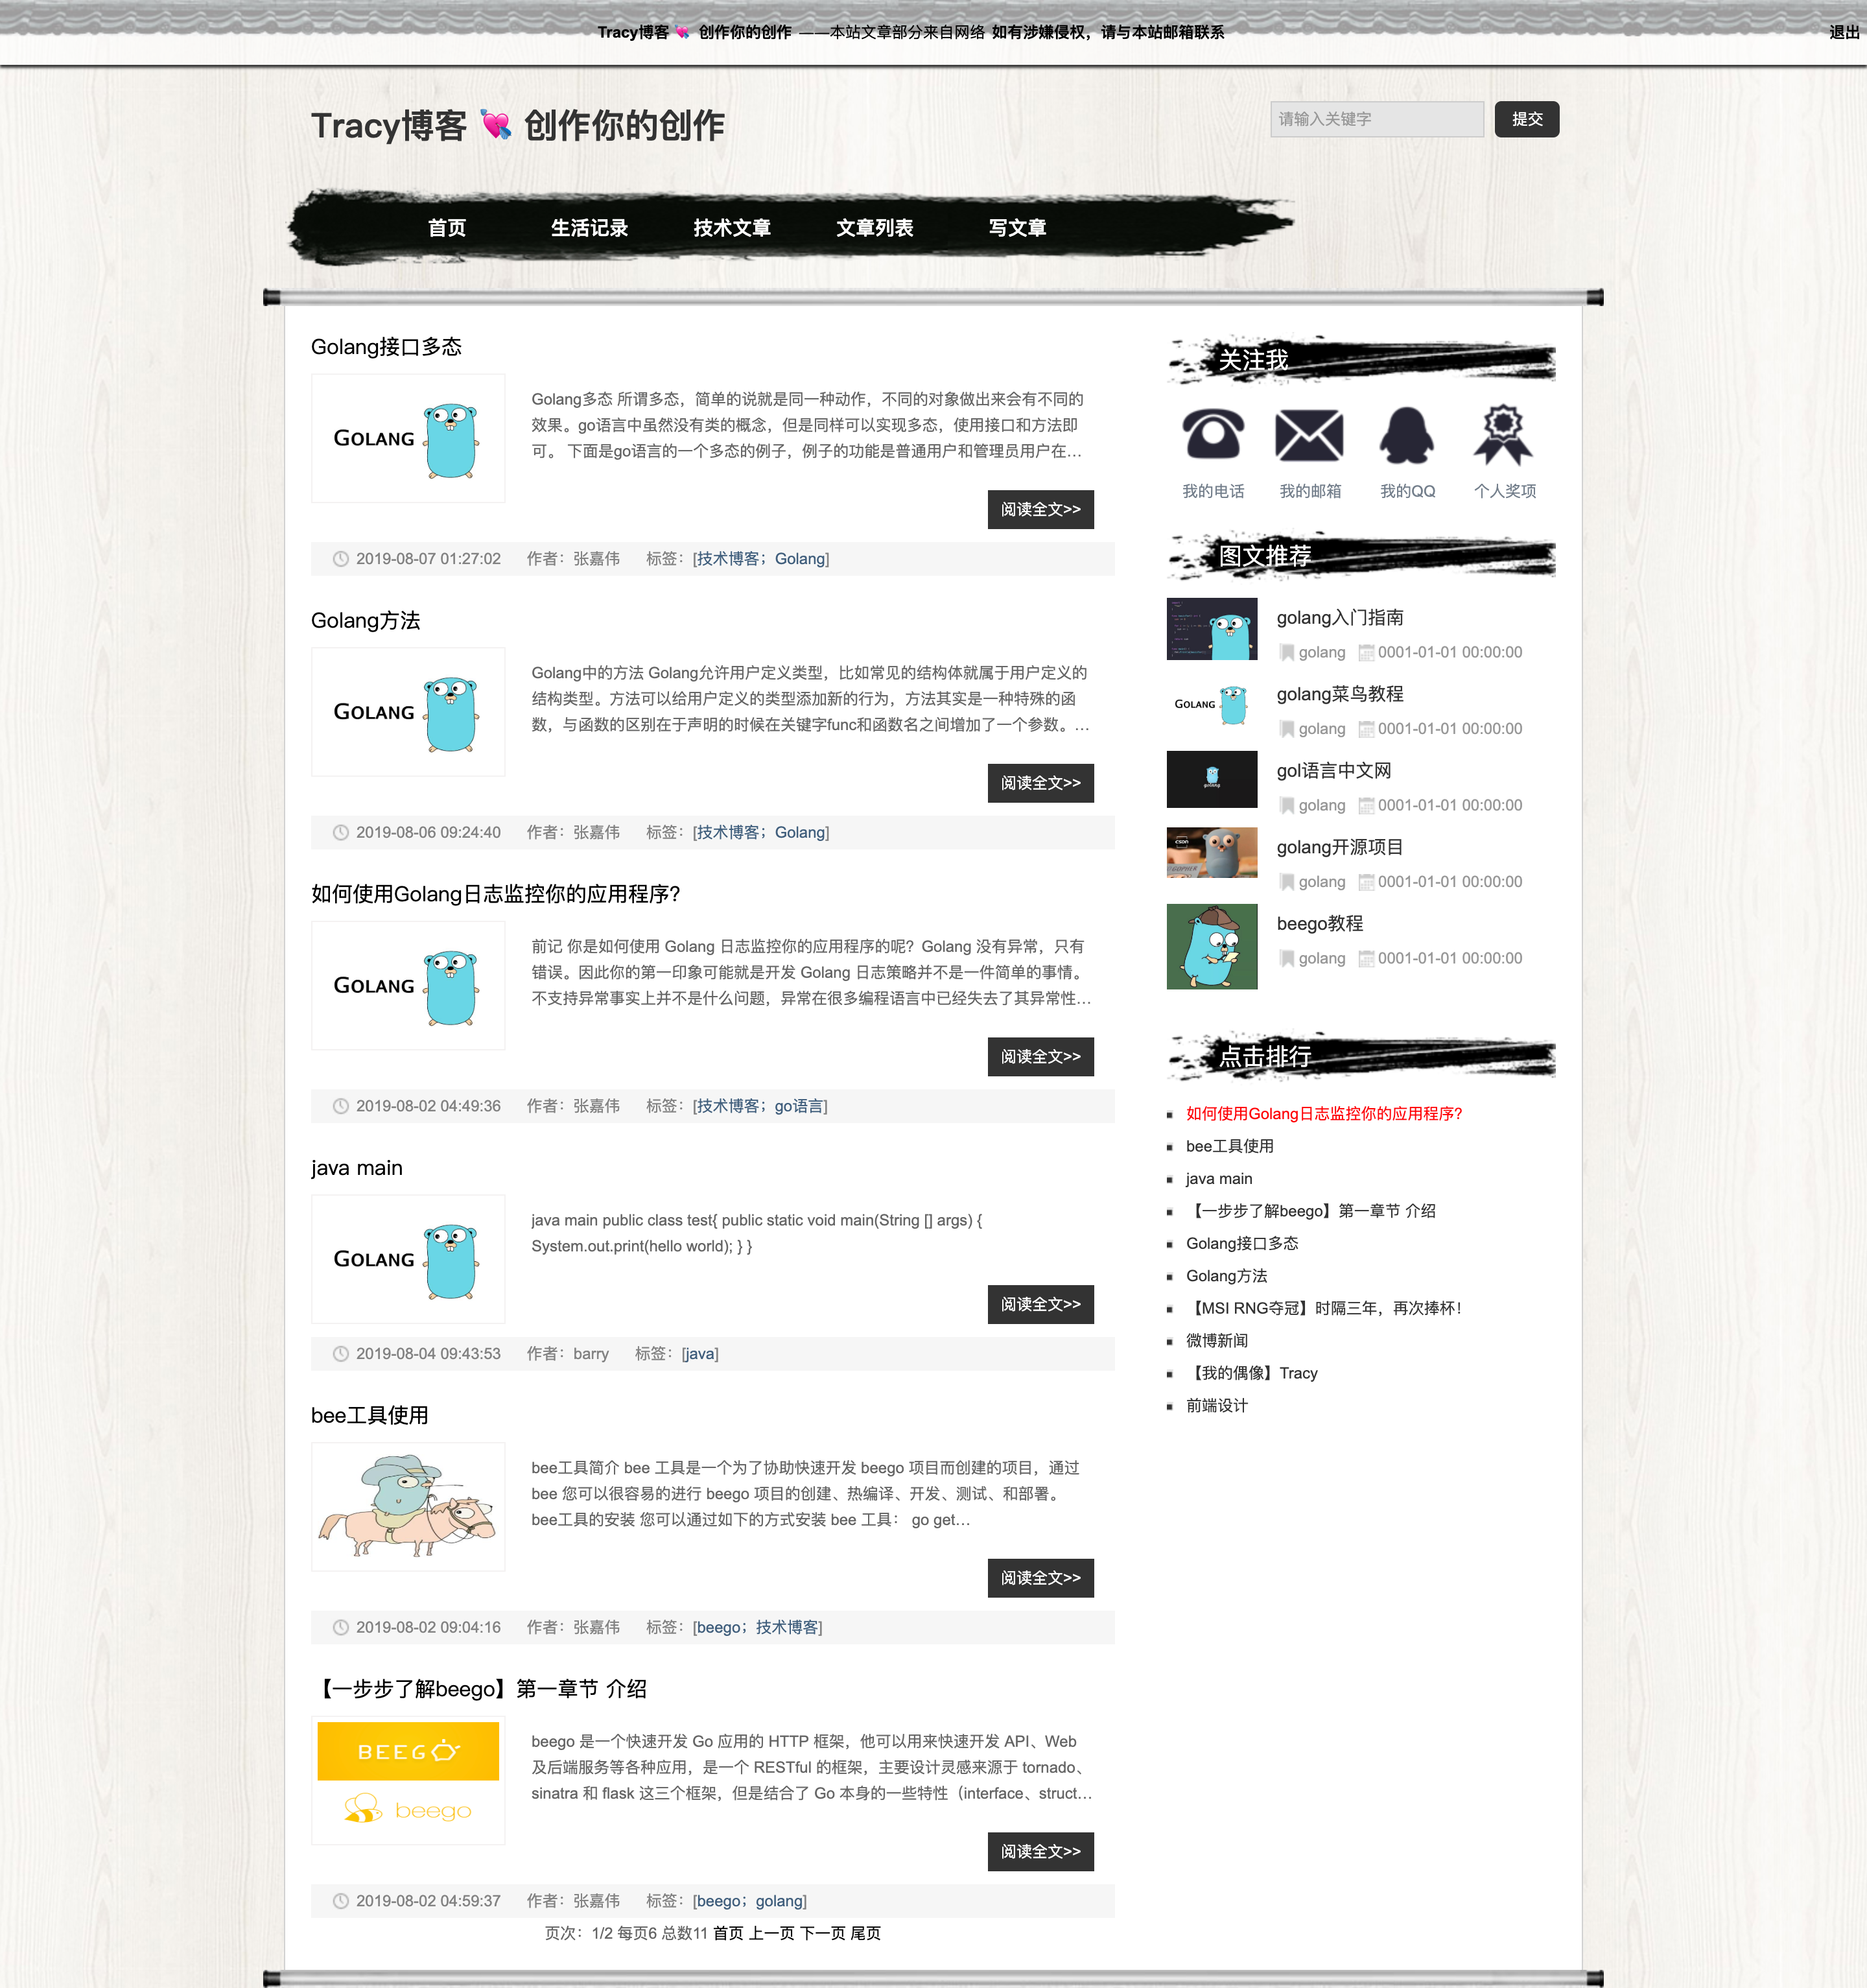 Tracy博客 💘 创作你的创作 ——本站文章部分来自网络 如有涉嫌侵权，请与本站邮箱联系
退出
Tracy博客 💘 创作你的创作
请输入关键字
提交
首页
生活记录
技术文章
文章列表
写文章
Golang接口多态
GOLANG
Golang多态 所谓多态，简单的说就是同一种动作，不同的对象做出来会有不同的
效果。go语言中虽然没有类的概念，但是同样可以实现多态，使用接口和方法即
可。 下面是go语言的一个多态的例子，例子的功能是普通用户和管理员用户在...
阅读全文>>
2019-08-07 01:27:02 作者：张嘉伟 标签：[技术博客；Golang]
Golang方法
GOLANG
Golang中的方法 Golang允许用户定义类型，比如常见的结构体就属于用户定义的
结构类型。方法可以给用户定义的类型添加新的行为，方法其实是一种特殊的函
数，与函数的区别在于声明的时候在关键字func和函数名之间增加了一个参数。...
阅读全文>>
2019-08-06 09:24:40 作者：张嘉伟 标签：[技术博客；Golang]
如何使用Golang日志监控你的应用程序?
GOLANG
前记 你是如何使用 Golang 日志监控你的应用程序的呢？Golang 没有异常，只有
错误。因此你的第一印象可能就是开发 Golang 日志策略并不是一件简单的事情。
不支持异常事实上并不是什么问题，异常在很多编程语言中已经失去了其异常性...
阅读全文>>
2019-08-02 04:49:36 作者：张嘉伟 标签：[技术博客；go语言]
java main
GOLANG
java main public class test{ public static void main(String [] args) {
System.out.print(hello world); } }
阅读全文>>
2019-08-04 09:43:53 作者：barry 标签：[java]
bee工具使用
bee工具简介 bee 工具是一个为了协助快速开发 beego 项目而创建的项目，通过
bee 您可以很容易的进行 beego 项目的创建、热编译、开发、测试、和部署。
bee工具的安装 您可以通过如下的方式安装 bee 工具： go get...
阅读全文>>
2019-08-02 09:04:16 作者：张嘉伟 标签：[beego；技术博客]
【一步步了解beego】第一章节 介绍
BEEGO
beego
beego 是一个快速开发 Go 应用的 HTTP 框架，他可以用来快速开发 API、Web
及后端服务等各种应用，是一个 RESTful 的框架，主要设计灵感来源于 tornado、
sinatra 和 flask 这三个框架，但是结合了 Go 本身的一些特性（interface、struct...
阅读全文>>
2019-08-02 04:59:37 作者：张嘉伟 标签：[beego；golang]
页次：1/2 每页6 总数11 首页 上一页 下一页 尾页
关注我
我的电话
我的邮箱
我的QQ
个人奖项
图文推荐
golang入门指南
golang 0001-01-01 00:00:00
GOLANG
golang菜鸟教程
golang 0001-01-01 00:00:00
gol语言中文网
golang 0001-01-01 00:00:00
golang开源项目
golang 0001-01-01 00:00:00
beego教程
golang 0001-01-01 00:00:00
点击排行
如何使用Golang日志监控你的应用程序?
bee工具使用
java main
【一步步了解beego】第一章节 介绍
Golang接口多态
Golang方法
【MSI RNG夺冠】时隔三年，再次捧杯！
微博新闻
【我的偶像】Tracy
前端设计